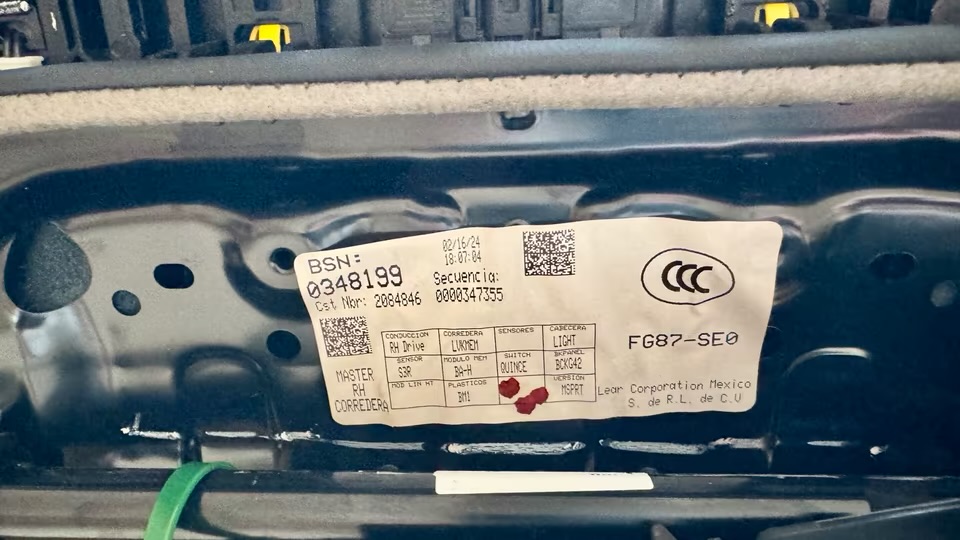 BSN:
0348199
02/16/24
18:07:04
Secuencia:
Cst Nbr: 2084846 0000347355
CCC
FG87-SE0
MASTER
RH
CORREDERA
CONDUCCION CORREDERA SENSORES CABECERA
RH Drive LVKMEM LIGHT
SENSOR MODULO MEM SWITCH BKPANEL
S3R BA-H QUINCE BCKG42
MOD LIN HT PLASTICOS VERSION
BM1 MSPRT
Lear Corporation Mexico
S. de R.L. de C.V